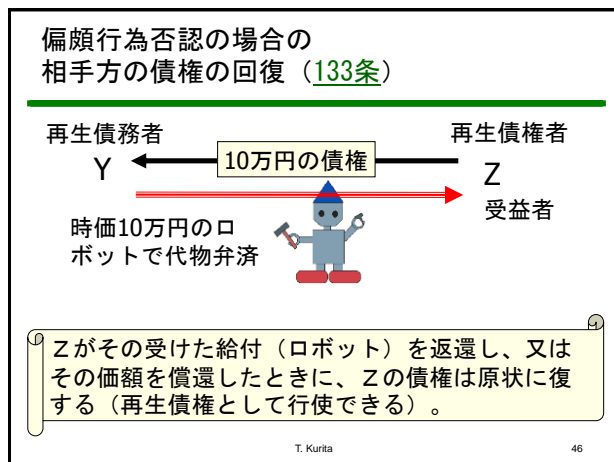 偏頗行為否認の場合の
相手方の債権の回復（133条）
再生債務者
再生債権者
Y
10万円の債権
Z
受益者
時価10万円のロ
ボットで代物弁済
Ｚがその受けた給付（ロボット）を返還し、又は
その価額を償還したときに、Ｚの債権は原状に復
する（再生債権として行使できる）。
T. Kurita
46